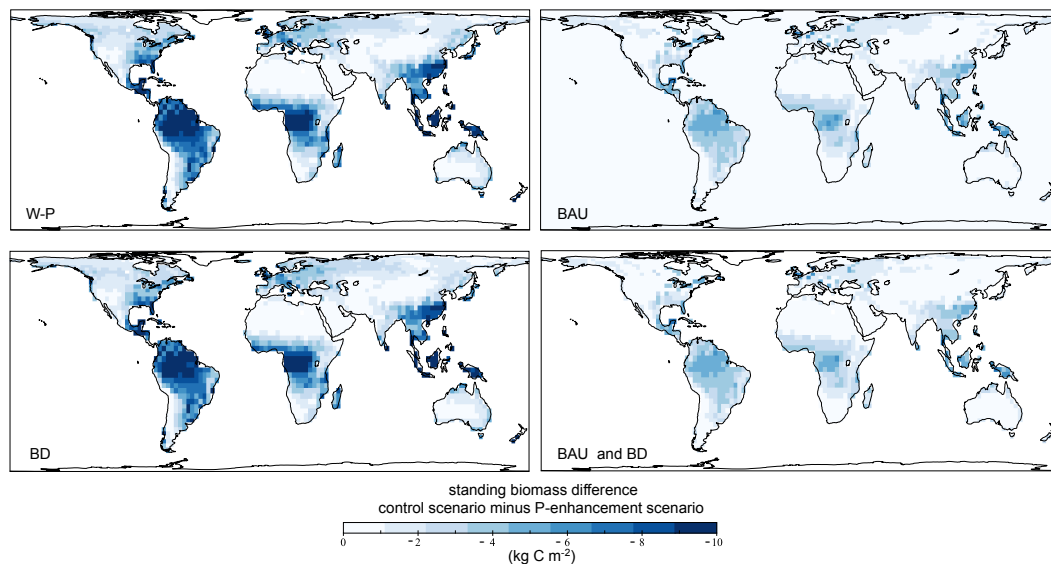 W-P
BAU
BD
BAU and BD
standing biomass difference
control scenario minus P-enhancement scenario
0 -2 -4 -6 -8 -10
(kg C m-2)